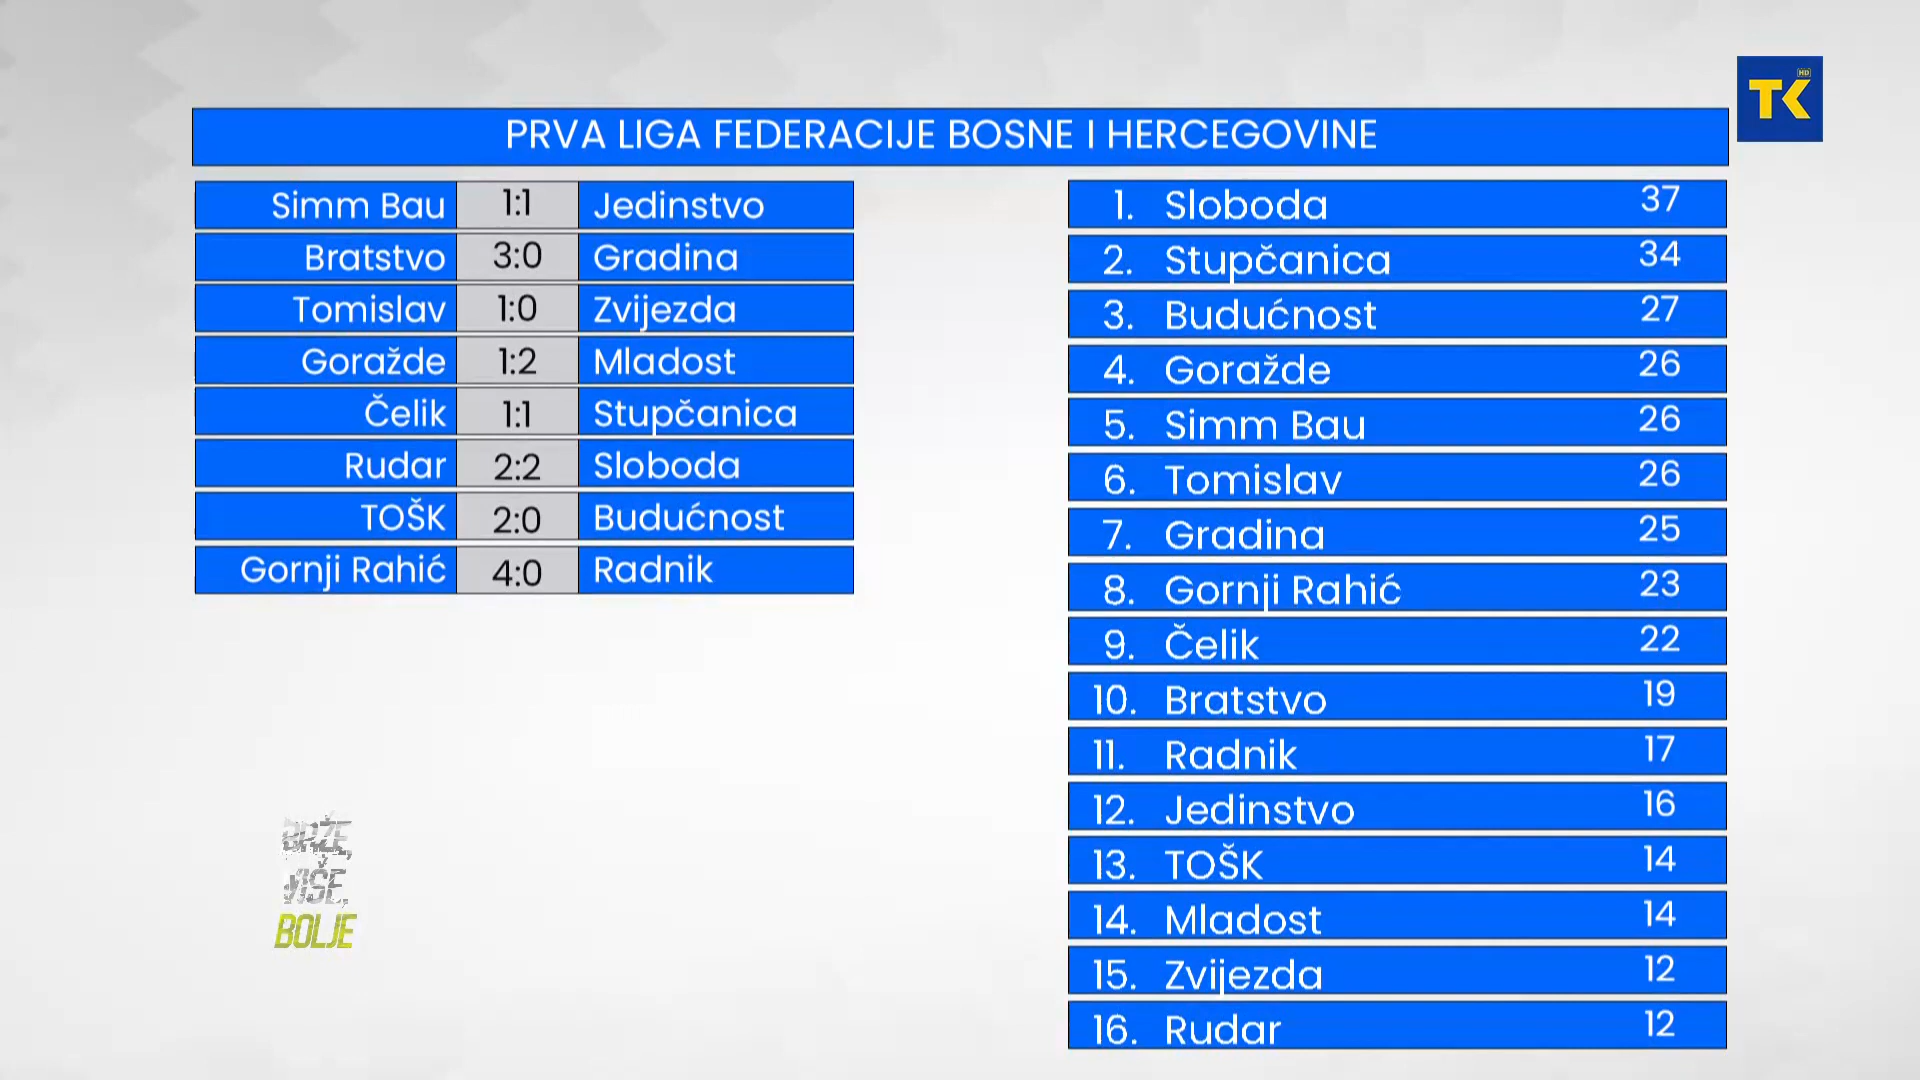 HD
TK
PRVA LIGA FEDERACIJE BOSNE I HERCEGOVINE
Simm Bau 1:1 Jedinstvo
Bratstvo 3:0 Gradina
Tomislav 1:0 Zvijezda
Goražde 1:2 Mladost
Čelik 1:1 Stupčanica
Rudar 2:2 Sloboda
TOŠK 2:0 Budućnost
Gornji Rahić 4:0 Radnik
1. Sloboda 37
2. Stupčanica 34
3. Budućnost 27
4. Goražde 26
5. Simm Bau 26
6. Tomislav 26
7. Gradina 25
8. Gornji Rahić 23
9. Čelik 22
10. Bratstvo 19
11. Radnik 17
12. Jedinstvo 16
13. TOŠK 14
14. Mladost 14
15. Zvijezda 12
16. Rudar 12
BRŽE,
VIŠE,
BOLJE